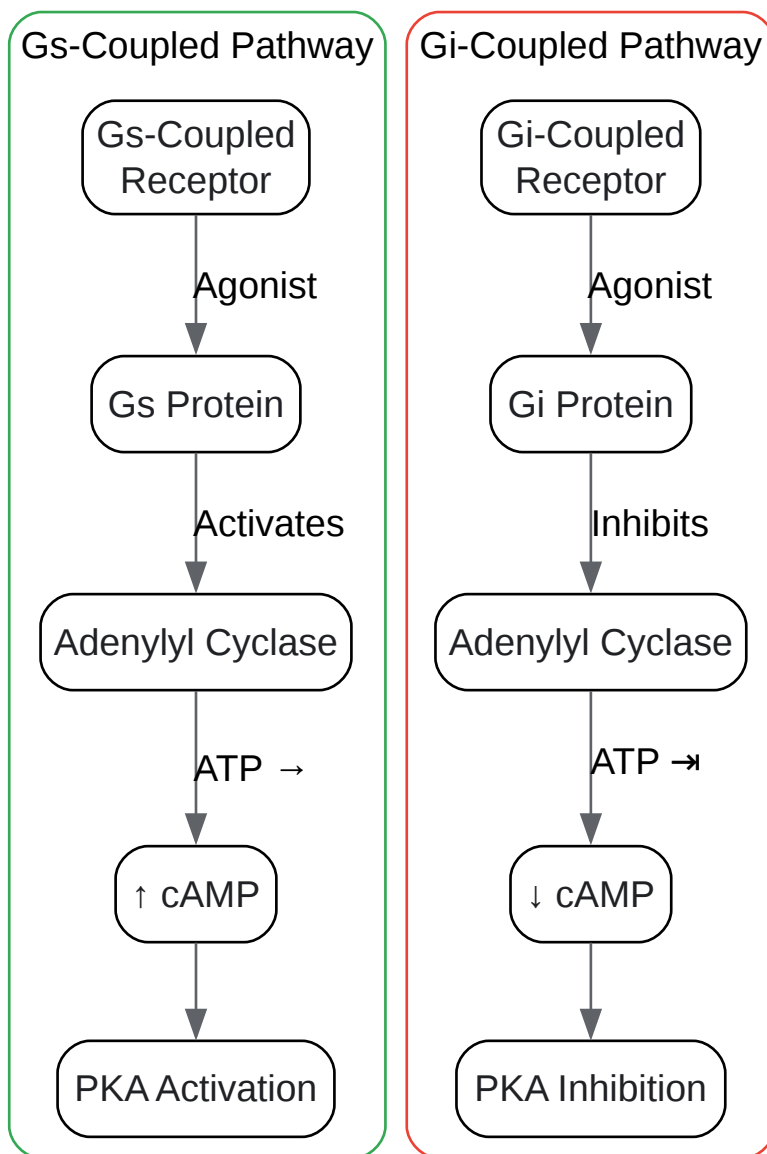 Gs-Coupled Pathway
Gs-Coupled
Receptor
Agonist
Gs Protein
Activates
Adenylyl Cyclase
ATP →
↑ cAMP
PKA Activation
Gi-Coupled Pathway
Gi-Coupled
Receptor
Agonist
Gi Protein
Inhibits
Adenylyl Cyclase
ATP ⇥
↓ cAMP
PKA Inhibition